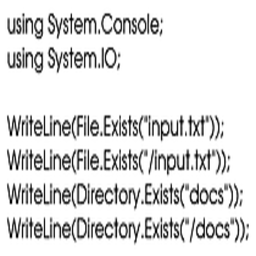 using System.Console;
using System.IO;

WriteLine(File.Exists("input.txt"));
WriteLine(File.Exists("/input.txt"));
WriteLine(Directory.Exists("docs"));
WriteLine(Directory.Exists("/docs"));